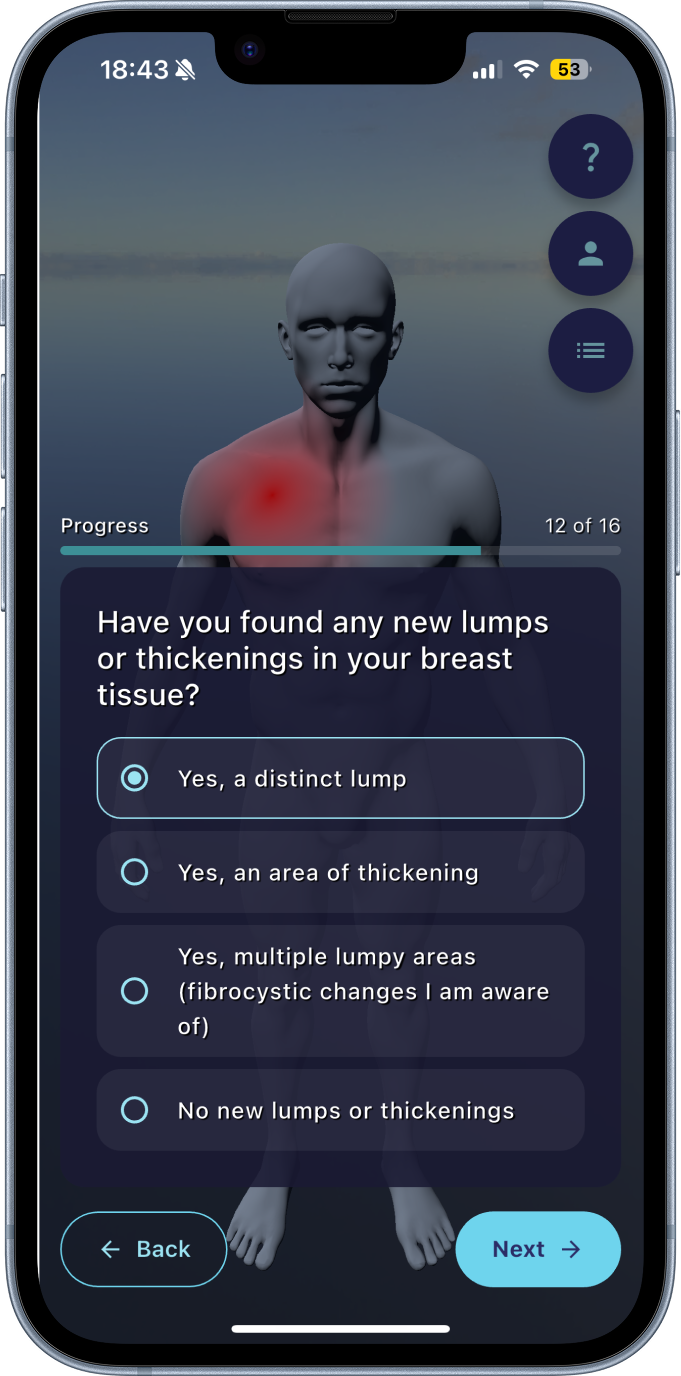 18:43
53
?
Progress
12 of 16
Have you found any new lumps
or thickenings in your breast
tissue?
Yes, a distinct lump
Yes, an area of thickening
Yes, multiple lumpy areas
(fibrocystic changes I am aware
of)
No new lumps or thickenings
← Back
Next →